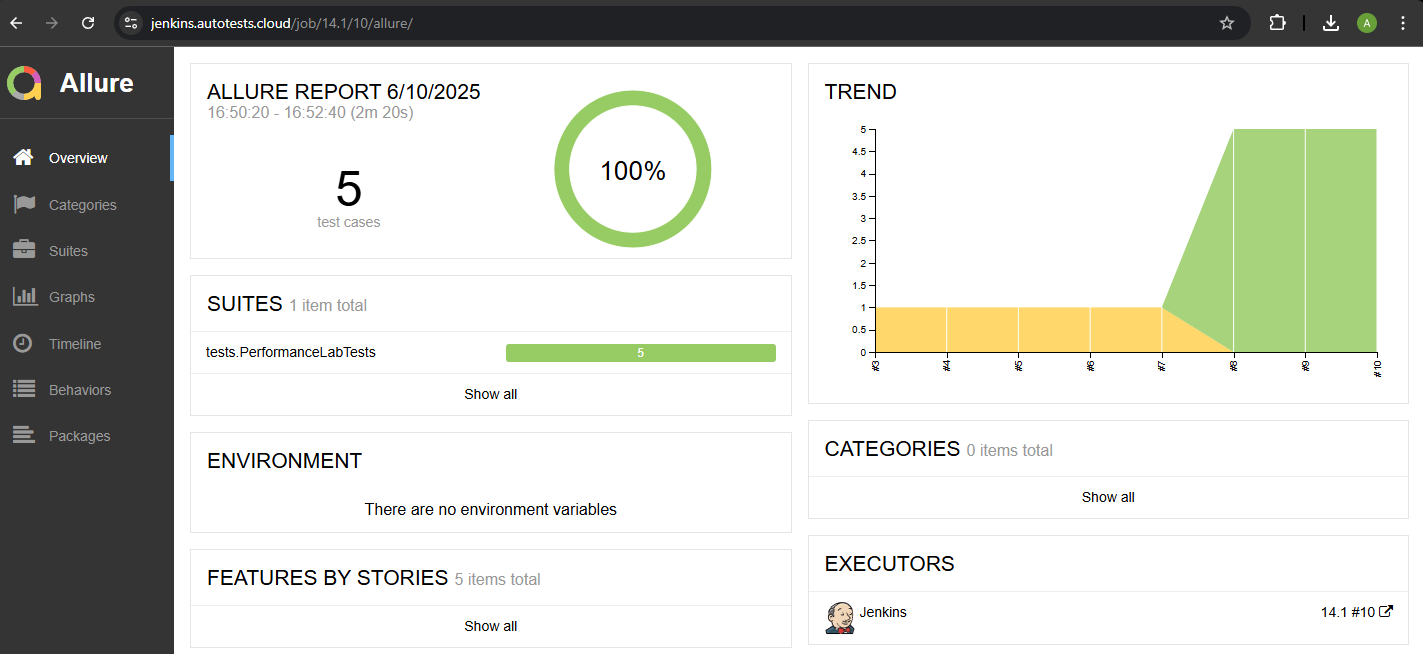 jenkins.autotests.cloud/job/14.1/10/allure/
A
Allure
Overview
Categories
Suites
Graphs
Timeline
Behaviors
Packages
ALLURE REPORT 6/10/2025
16:50:20 - 16:52:40 (2m 20s)
5
test cases
100%
SUITES 1 item total
tests.PerformanceLabTests
5
Show all
ENVIRONMENT
There are no environment variables
FEATURES BY STORIES 5 items total
Show all
TREND
5
4.5
4
3.5
3
2.5
2
1.5
1
0.5
0
#3
#4
#5
#6
#7
#8
#9
#10
CATEGORIES 0 items total
Show all
EXECUTORS
Jenkins
14.1 #10